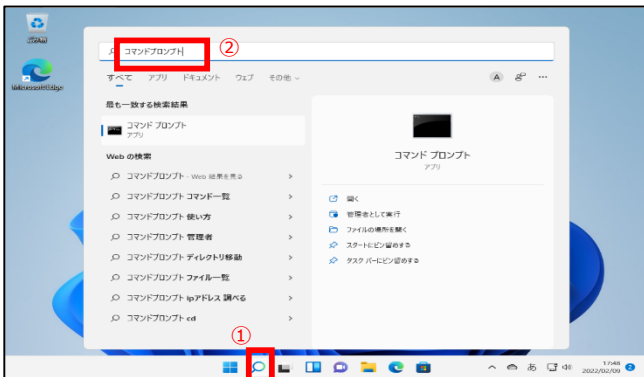 ごみ箱
Microsoft Edge
コマンドプロンプト
②
すべて アプリ ドキュメント ウェブ その他
A
最も一致する検索結果
コマンド プロンプト
アプリ
Web の検索
コマンドプロンプト - Web 結果を見る
コマンドプロンプト コマンド一覧
コマンドプロンプト 使い方
コマンドプロンプト 管理者
コマンドプロンプト ディレクトリ移動
コマンドプロンプト ファイル一覧
コマンドプロンプト ipアドレス 調べる
コマンドプロンプト cd
コマンド プロンプト
アプリ
開く
管理者として実行
ファイルの場所を開く
スタートにピン留めする
タスク バーにピン留めする
①
あ
17:48
2022/02/09
2